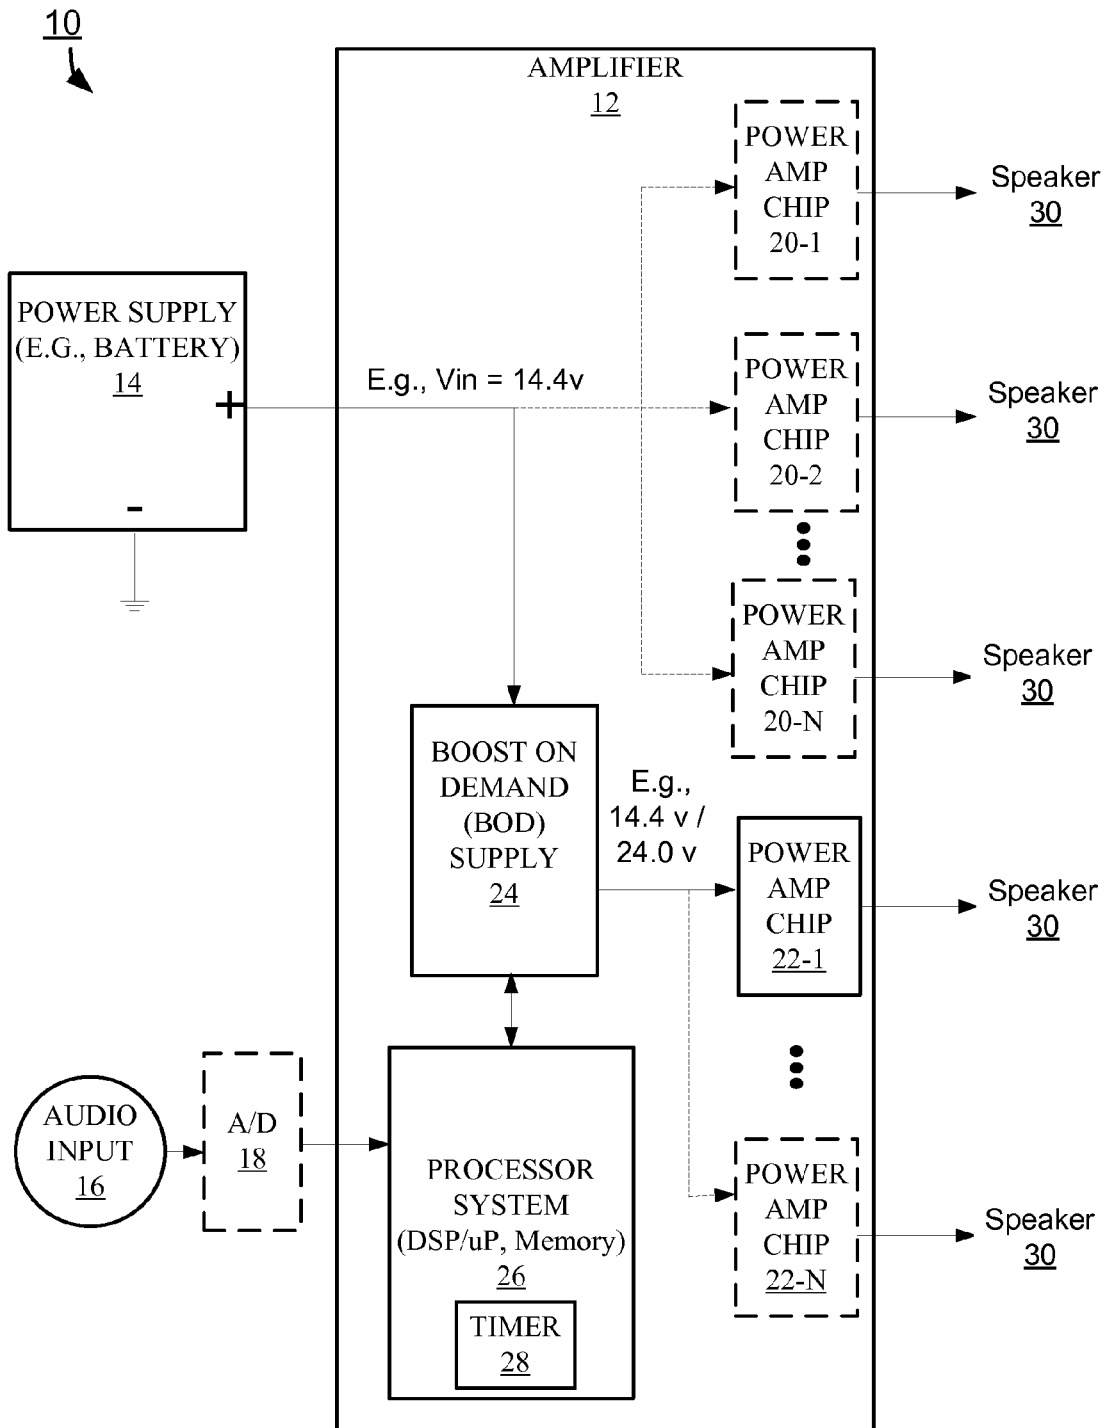 10
AMPLIFIER
12
POWER
AMP
CHIP
20-1
Speaker
30
POWER SUPPLY
(E.G., BATTERY)
14
+
-
E.g., Vin = 14.4v
POWER
AMP
CHIP
20-2
Speaker
30
POWER
AMP
CHIP
20-N
Speaker
30
BOOST ON
DEMAND
(BOD)
SUPPLY
24
E.g.,
14.4 v /
24.0 v
POWER
AMP
CHIP
22-1
Speaker
30
AUDIO
INPUT
16
A/D
18
PROCESSOR
SYSTEM
(DSP/uP, Memory)
26
TIMER
28
POWER
AMP
CHIP
22-N
Speaker
30